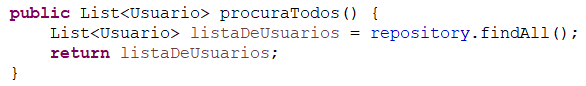 public List<Usuario> procuraTodos() {
    List<Usuario> listaDeUsuarios = repository.findAll();
    return listaDeUsuarios;
}